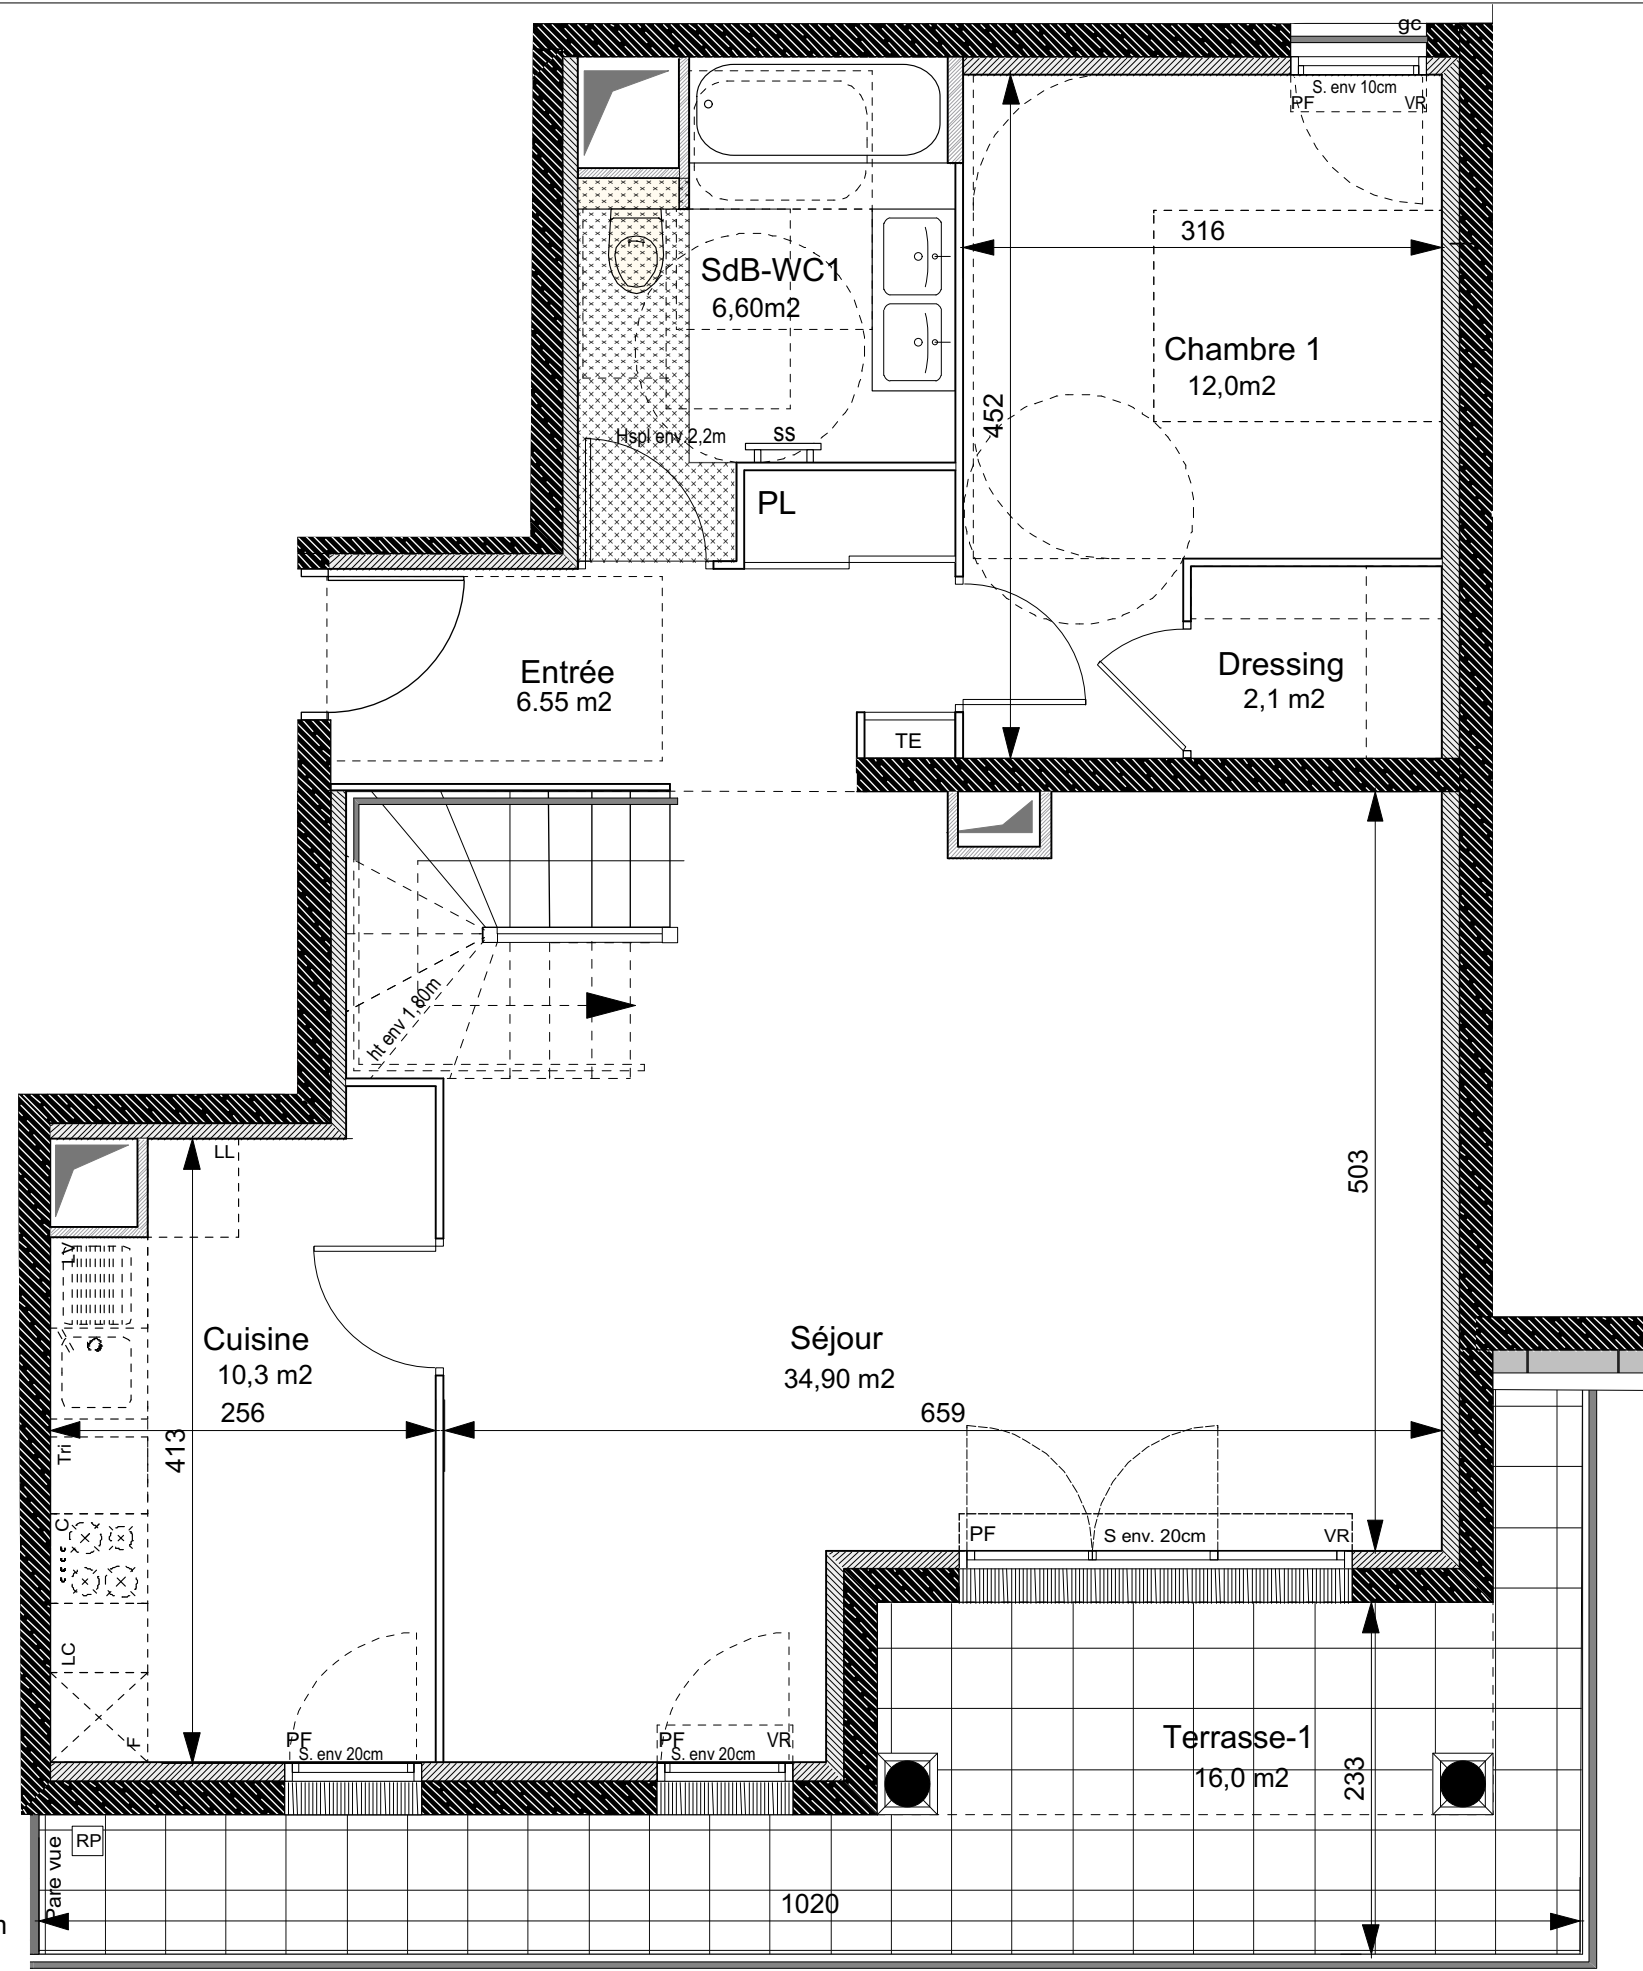 gc
S. env 10cm
PF
VR
316
SdB-WC1
6,60m2
Chambre 1
12,0m2
452
Hspl env 2,2m
SS
PL
Entrée
6.55 m2
Dressing
2,1 m2
TE
ht env 1,80m
LL
503
LV
Cuisine
10,3 m2
Séjour
34,90 m2
256
659
413
Tri
C
PF
S env. 20cm
VR
LC
F
PF
S. env 20cm
PF
VR
S. env 20cm
Terrasse-1
16,0 m2
233
RP
Pare vue
1020